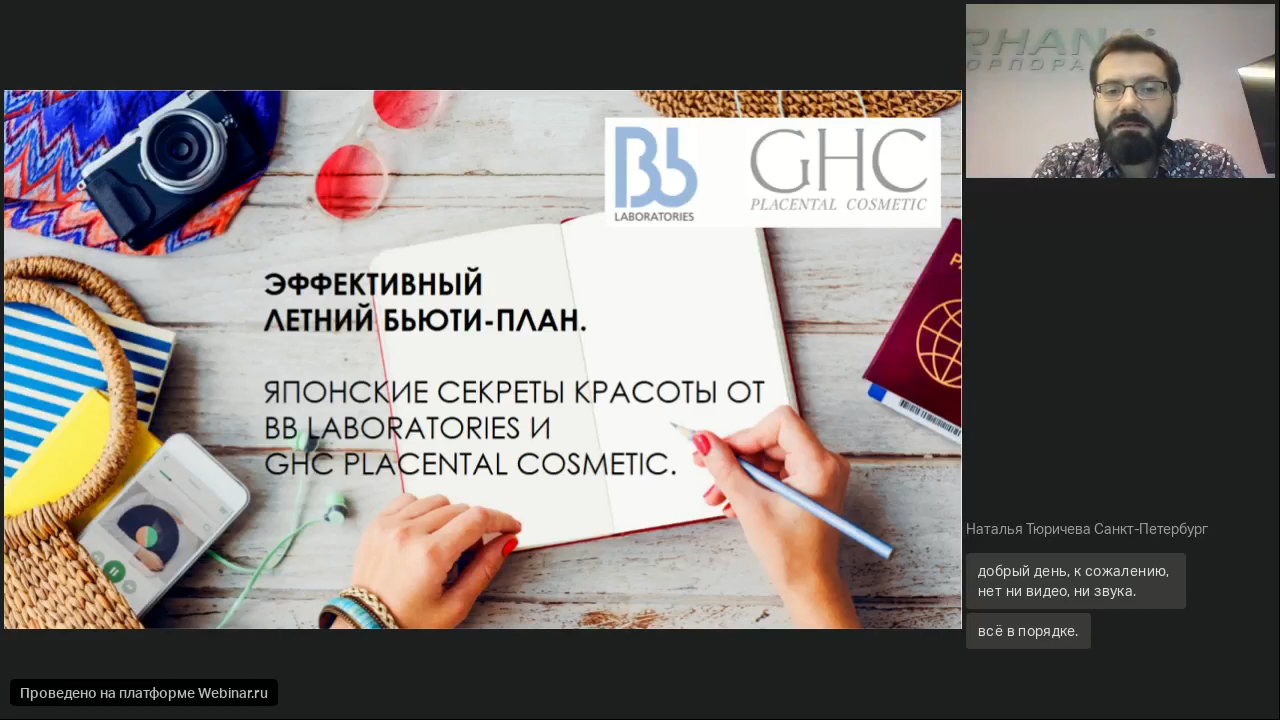 Bb
LABORATORIES
GHC
PLACENTAL COSMETIC
ЭФФЕКТИВНЫЙ
ЛЕТНИЙ БЬЮТИ-ПЛАН.
ЯПОНСКИЕ СЕКРЕТЫ КРАСОТЫ ОТ
BB LABORATORIES И
GHC PLACENTAL COSMETIC.
Наталья Тюричева Санкт-Петербург
добрый день, к сожалению,
нет ни видео, ни звука.
всё в порядке.
Проведено на платформе Webinar.ru